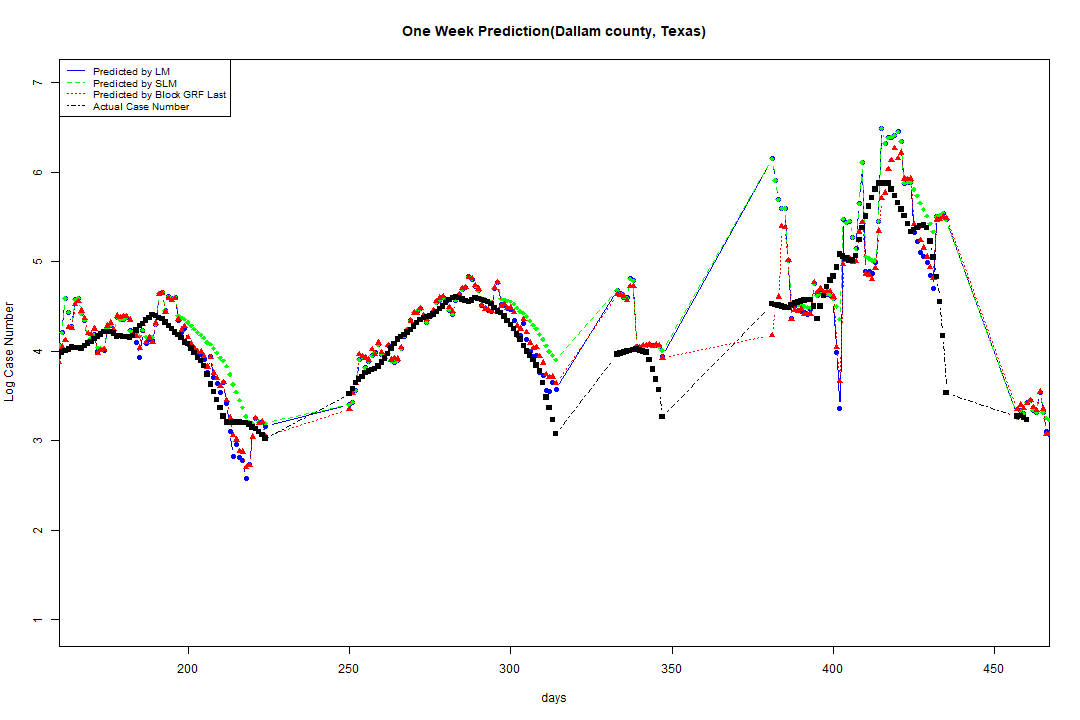 One Week Prediction(Dallam county, Texas)
Predicted by LM
Predicted by SLM
Predicted by Block GRF Last
Actual Case Number
7
6
5
4
3
2
1
Log Case Number
200
250
300
350
400
450
days